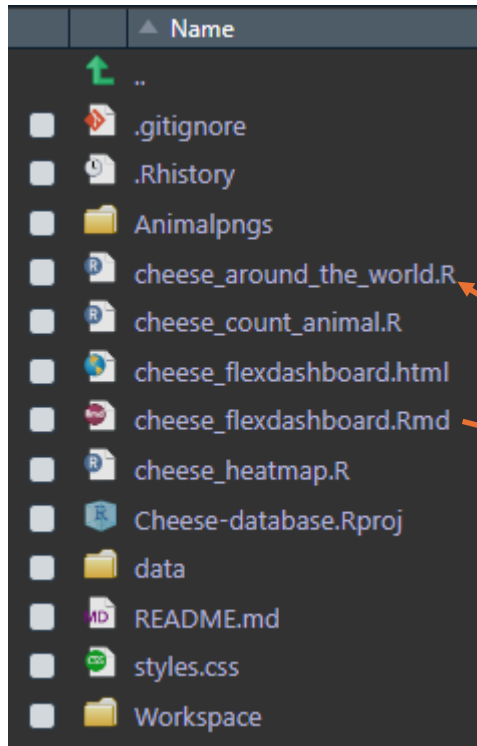 Name
..
.gitignore
.Rhistory
Animalpngs
cheese_around_the_world.R
cheese_count_animal.R
cheese_flexdashboard.html
cheese_flexdashboard.Rmd
cheese_heatmap.R
Cheese-database.Rproj
data
README.md
styles.css
Workspace